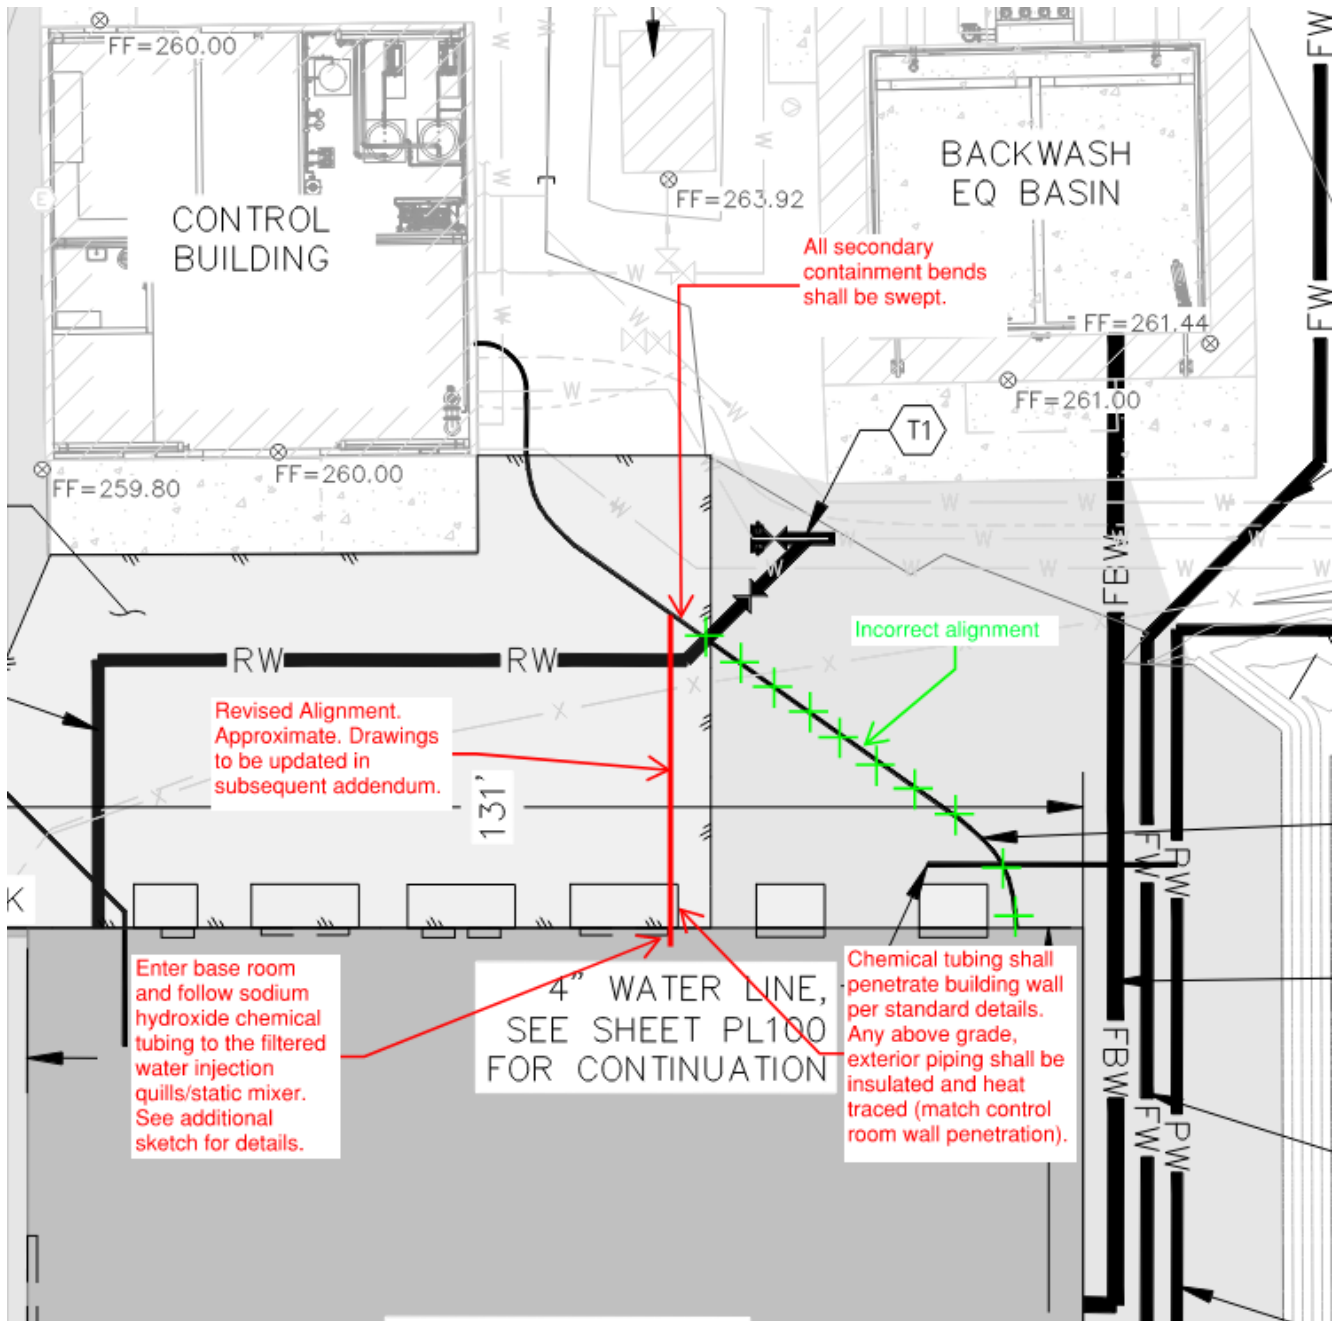 FF=260.00
FW
CONTROL
BUILDING
E
BACKWASH
EQ BASIN
FF=263.92
W
W
W
All secondary
containment bends
shall be swept.
FW
FF=261.44
FF=261.00
W
W
W
W
T1
FF=259.80
FF=260.00
W
W
W
W
W
W
W
W
W
W
FBW
Incorrect alignment
RW
RW
X
X
X
X
Revised Alignment.
Approximate. Drawings
to be updated in
subsequent addendum.
131'
K
FW
RW
Enter base room
and follow sodium
hydroxide chemical
tubing to the filtered
water injection
quills/static mixer.
See additional
sketch for details.
4" WATER LINE,
SEE SHEET PL100
FOR CONTINUATION
Chemical tubing shall
penetrate building wall
per standard details.
Any above grade,
exterior piping shall be
insulated and heat
traced (match control
room wall penetration).
FBW
FW
RW